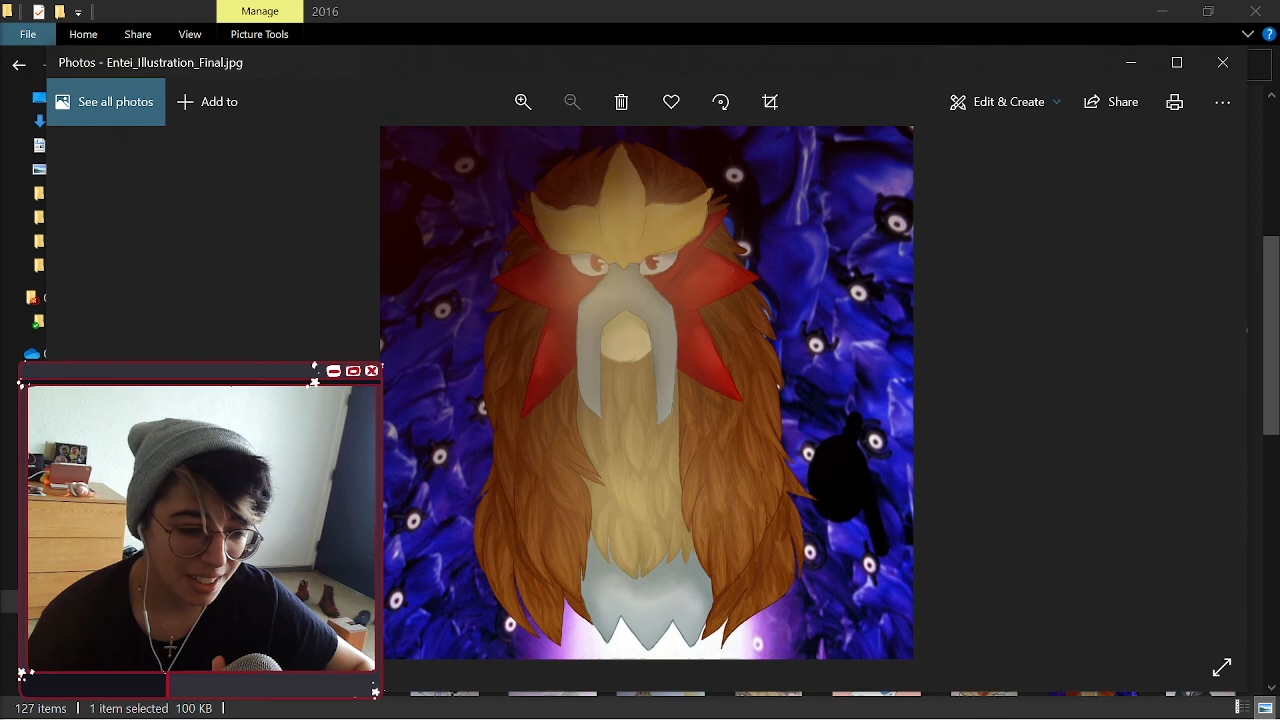 Manage 2016
File Home Share View Picture Tools
Photos - Entei_Illustration_Final.jpg
See all photos Add to Edit & Create Share
127 items 1 item selected 100 KB